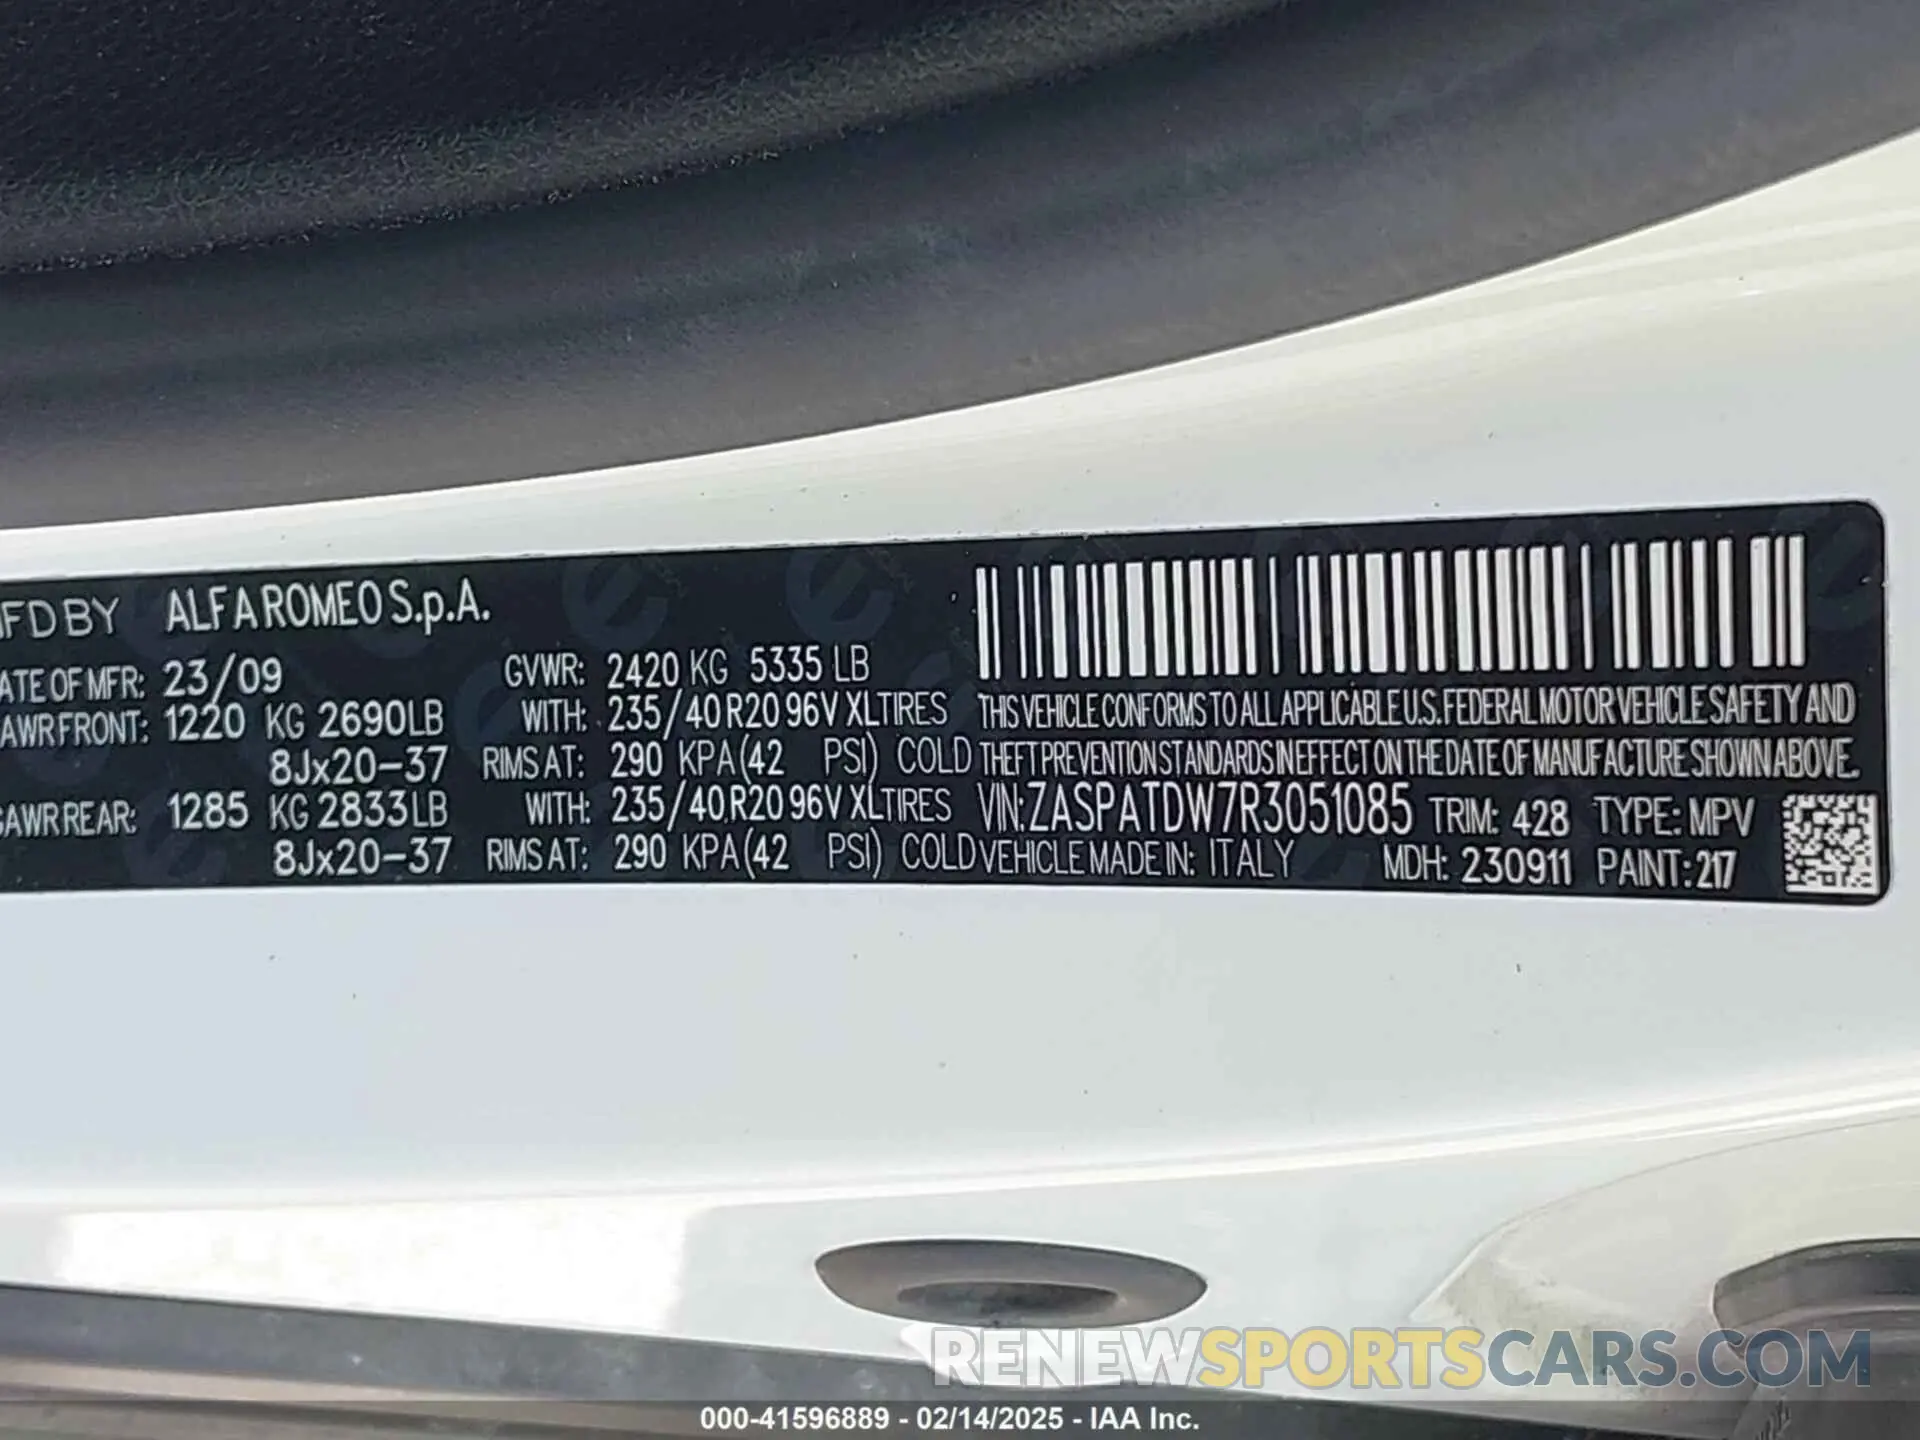 FD BY ALFA ROMEO S.p.A.
ATE OF MFR: 23/09 GVWR: 2420 KG 5335 LB
AWR FRONT: 1220 KG 2690LB WITH: 235/40 R20 96V XL TIRES
8Jx20-37 RIMS AT: 290 KPA(42 PSI) COLD
GAWR REAR: 1285 KG 2833LB WITH: 235/40 R20 96V XL TIRES
8Jx20-37 RIMS AT: 290 KPA(42 PSI) COLD
THIS VEHICLE CONFORMS TO ALL APPLICABLE U.S. FEDERAL MOTOR VEHICLE SAFETY AND
THEFT PREVENTION STANDARDS IN EFFECT ON THE DATE OF MANUFACTURE SHOWN ABOVE.
VIN: ZASPATDW7R3051085 TRIM: 428 TYPE: MPV
VEHICLE MADE IN: ITALY MDH: 230911 PAINT: 217
RENEWSPORTSCARS.COM
000-41596889 - 02/14/2025 - IAA Inc.